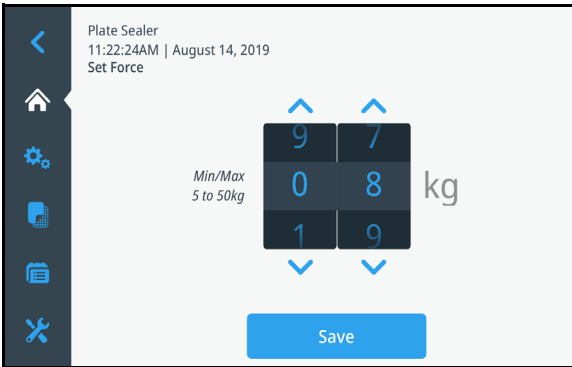 Plate Sealer
11:22:24AM | August 14, 2019
Set Force
9 7
Min/Max
5 to 50kg
0 8 kg
1 9
Save